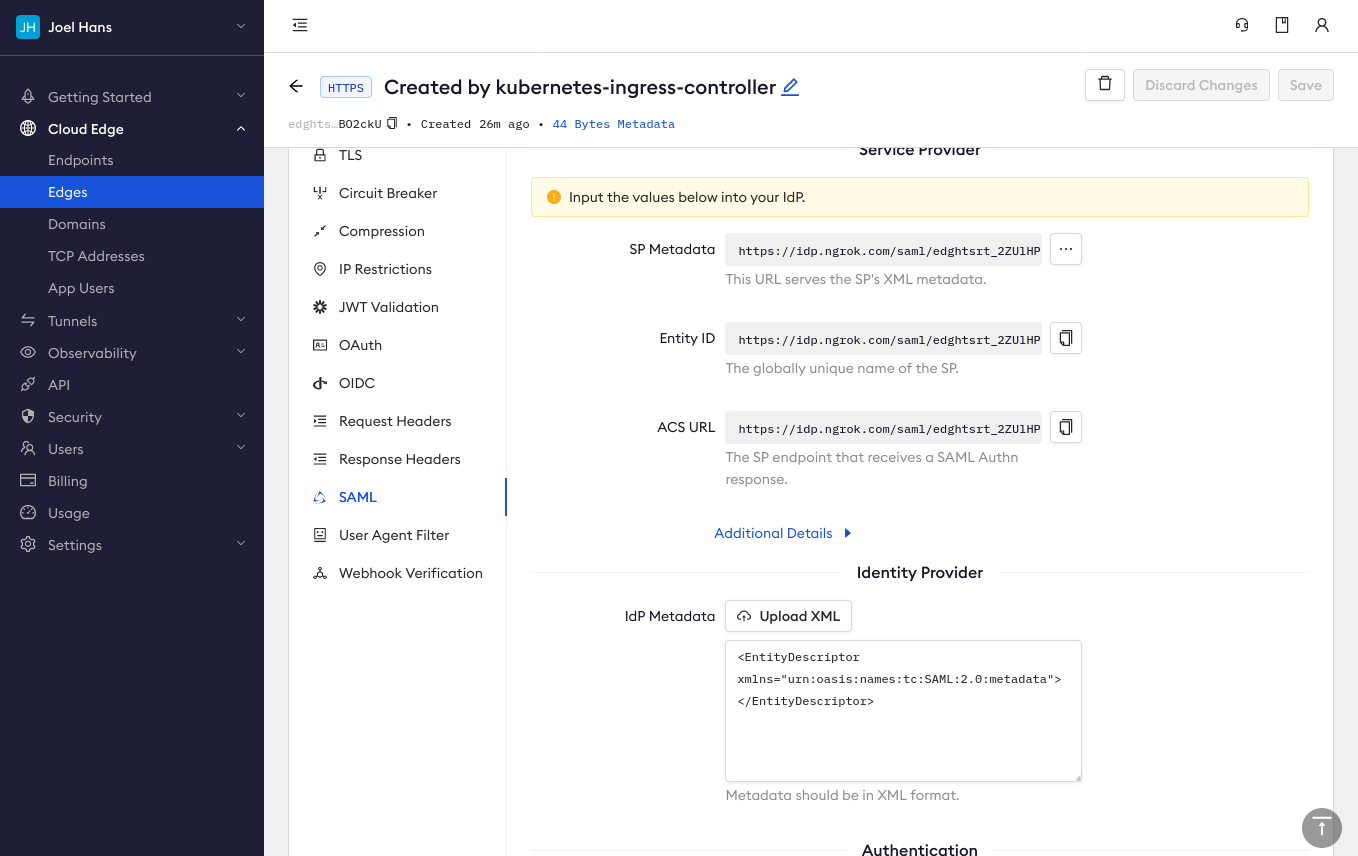 JH Joel Hans
Getting Started
Cloud Edge
Endpoints
Edges
Domains
TCP Addresses
App Users
Tunnels
Observability
API
Security
Users
Billing
Usage
Settings
HTTPS Created by kubernetes-ingress-controller
Discard Changes
Save
edghts…BO2ckU • Created 26m ago • 44 Bytes Metadata
TLS
Circuit Breaker
Compression
IP Restrictions
JWT Validation
OAuth
OIDC
Request Headers
Response Headers
SAML
User Agent Filter
Webhook Verification
Service Provider
Input the values below into your IdP.
SP Metadata https://idp.ngrok.com/saml/edghtsrt_2ZUlHP
This URL serves the SP's XML metadata.
Entity ID https://idp.ngrok.com/saml/edghtsrt_2ZUlHP
The globally unique name of the SP.
ACS URL https://idp.ngrok.com/saml/edghtsrt_2ZUlHP
The SP endpoint that receives a SAML Authn
response.
Additional Details
Identity Provider
IdP Metadata Upload XML
<EntityDescriptor
xmlns="urn:oasis:names:tc:SAML:2.0:metadata">
</EntityDescriptor>
Metadata should be in XML format.
Authentication